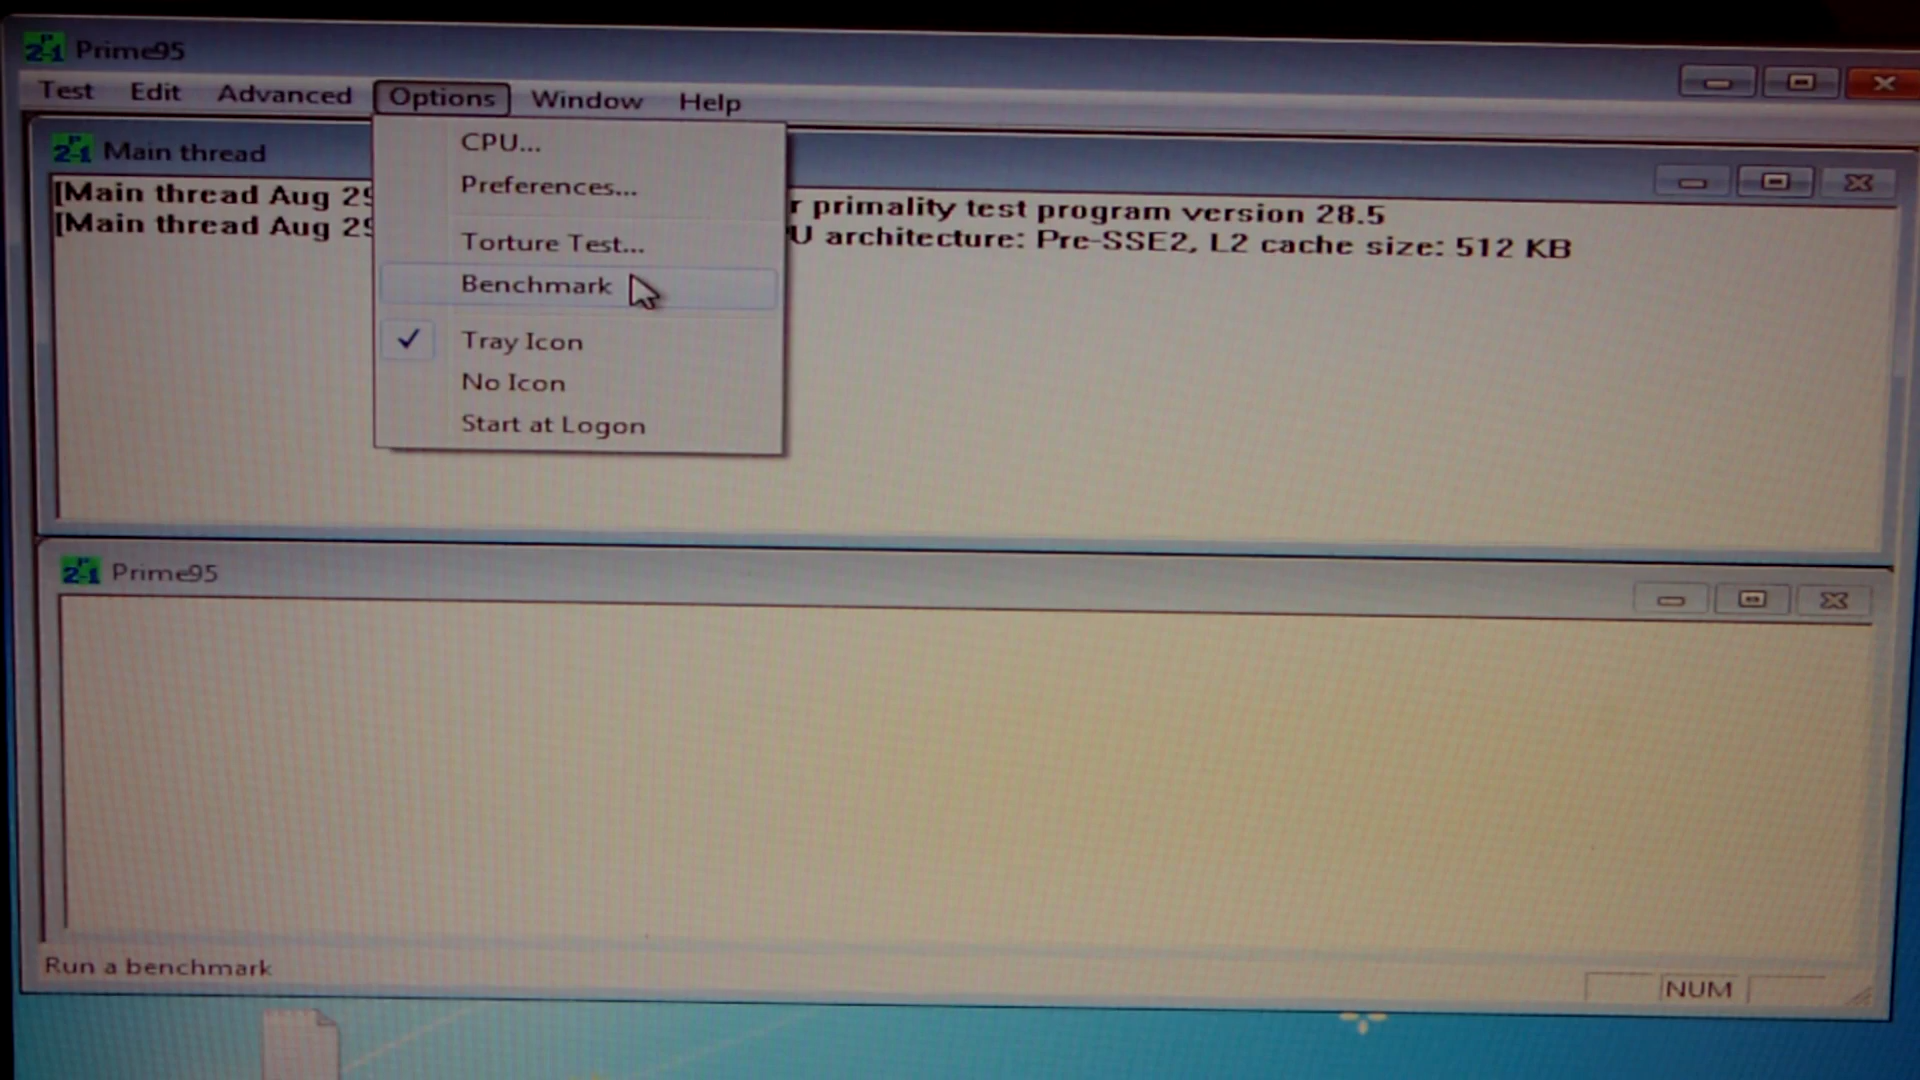 Prime95
Test Edit Advanced Options Window Help
Main thread
[Main thread Aug 29
r primality test program version 28.5
[Main thread Aug 29
U architecture: Pre-SSE2, L2 cache size: 512 KB
CPU...
Preferences...
Torture Test...
Benchmark
Tray Icon
No Icon
Start at Logon
Prime95
Run a benchmark
NUM